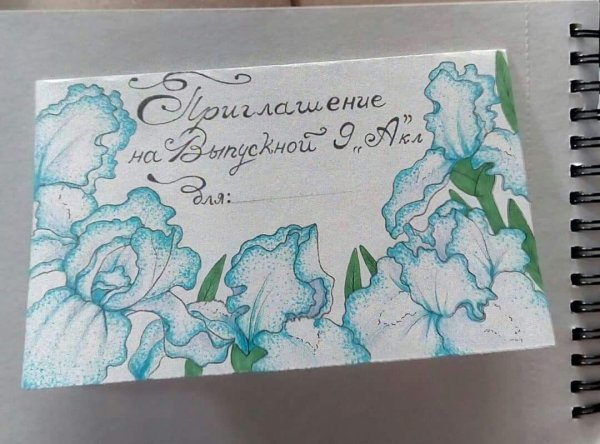 Приглашение
на Выпускной 9 „А” кл
для: